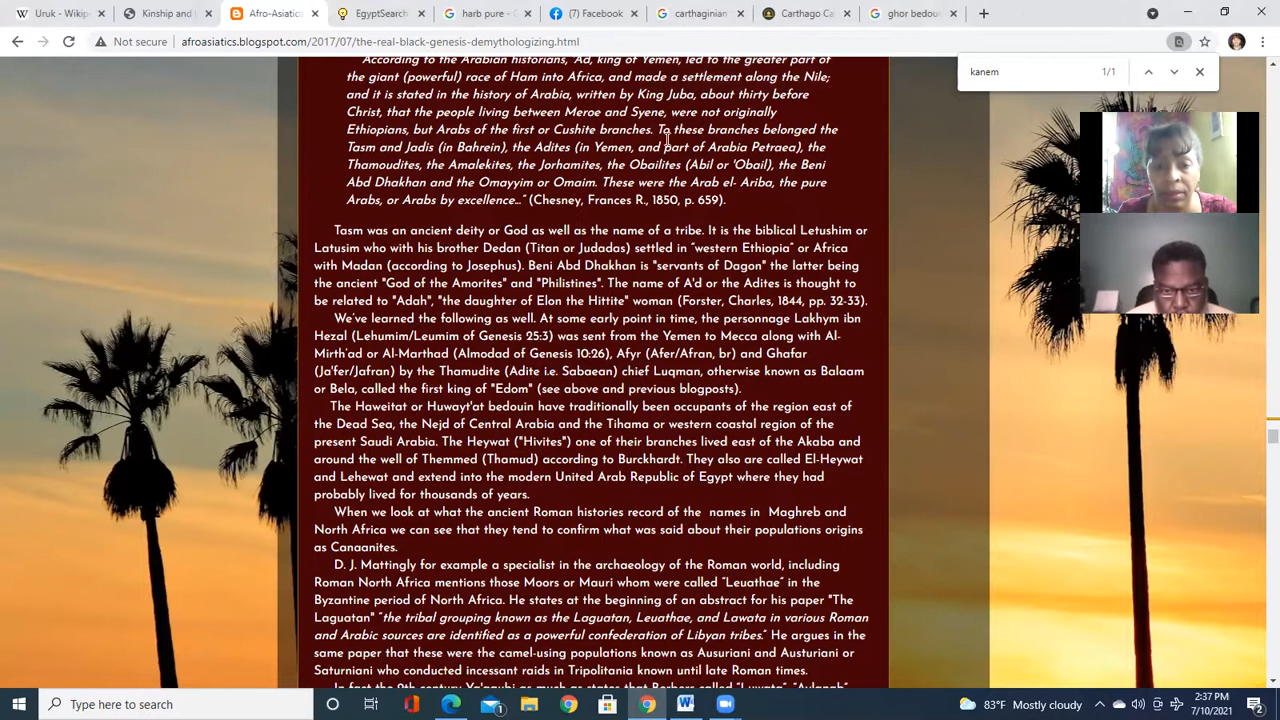 Uruk - Wikip
Kinship and
Afro-Asiatics
EgyptSearch
harb pure -
(7) Facebook
carthaginian
Carthago Ca
ghor bedou
Not secure
afroasiatics.blogspot.com/2017/07/the-real-black-genesis-demythologizing.html
kanem
1/1
According to the Arabian historians, 'Ad, king of Yemen, led to the greater part of
the giant (powerful) race of Ham into Africa, and made a settlement along the Nile;
and it is stated in the history of Arabia, written by King Juba, about thirty before
Christ, that the people living between Meroe and Syene, were not originally
Ethiopians, but Arabs of the first or Cushite branches. To these branches belonged the
Tasm and Jadis (in Bahrein), the Adites (in Yemen, and part of Arabia Petraea), the
Thamoudites, the Amalekites, the Jorhamites, the Obailites (Abil or 'Obail), the Beni
Abd Dhakhan and the Omayyim or Omaim. These were the Arab el- Ariba, the pure
Arabs, or Arabs by excellence..." (Chesney, Frances R., 1850, p. 659).
Tasm was an ancient deity or God as well as the name of a tribe. It is the biblical Letushim or
Latusim who with his brother Dedan (Titan or Judadas) settled in "western Ethiopia" or Africa
with Madan (according to Josephus). Beni Abd Dhakhan is "servants of Dagon" the latter being
the ancient "God of the Amorites" and "Philistines". The name of A'd or the Adites is thought to
be related to "Adah", "the daughter of Elon the Hittite" woman (Forster, Charles, 1844, pp. 32-33).
We've learned the following as well. At some early point in time, the personage Lakhym ibn
Hezal (Lehumim/Leumim of Genesis 25:3) was sent from the Yemen to Mecca along with Al-
Mirth'ad or Al-Marthad (Almodad of Genesis 10:26), Afyr (Afer/Afran, br) and Ghafar
(Ja'fer/Jafran) by the Thamudite (Adite i.e. Sabaean) chief Luqman, otherwise known as Balaam
or Bela, called the first king of "Edom" (see above and previous blogposts).
The Haweitat or Huwayt'at bedouin have traditionally been occupants of the region east of
the Dead Sea, the Nejd of Central Arabia and the Tihama or western coastal region of the
present Saudi Arabia. The Heywat ("Hivites") one of their branches lived east of the Akaba and
around the well of Themmed (Thamud) according to Burckhardt. They also are called El-Heywat
and Lehewat and extend into the modern United Arab Republic of Egypt where they had
probably lived for thousands of years.
When we look at what the ancient Roman histories record of the names in Maghreb and
North Africa we can see that they tend to confirm what was said about their populations origins
as Canaanites.
D. J. Mattingly for example a specialist in the archaeology of the Roman world, including
Roman North Africa mentions those Moors or Mauri whom were called "Leuathae" in the
Byzantine period of North Africa. He states at the beginning of an abstract for his paper "The
Laguatan" "the tribal grouping known as the Laguatan, Leuathae, and Lawata in various Roman
and Arabic sources are identified as a powerful confederation of Libyan tribes." He argues in the
same paper that these were the camel-using populations known as Ausuriani and Austuriani or
Saturniani who conducted incessant raids in Tripolitania known until late Roman times.
In fact the 9th century Ya'qubi as much as states that Berbers called "Luwata"
Type here to search
83°F Mostly cloudy
2:37 PM
7/10/2021